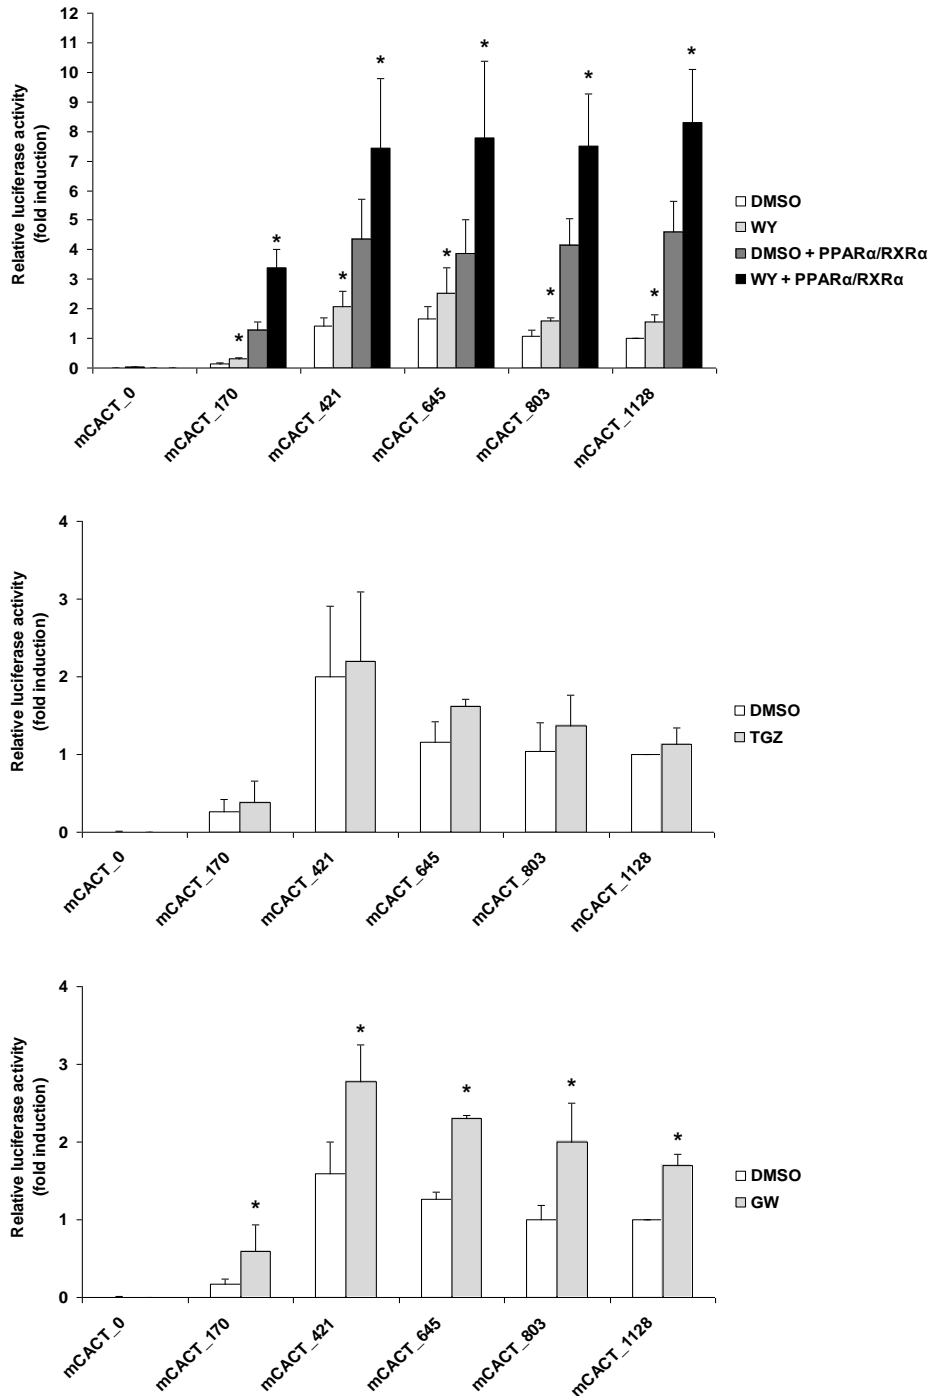 12
11
10
9
8
7
6
5
4
3
2
1
0
Relative luciferase activity
(fold induction)
* * * * * * * * * *
mCACT_0 mCACT_170 mCACT_421 mCACT_645 mCACT_803 mCACT_1128
DMSO
WY
DMSO + PPARα/RXRα
WY + PPARα/RXRα
4
3
2
1
0
Relative luciferase activity
(fold induction)
mCACT_0 mCACT_170 mCACT_421 mCACT_645 mCACT_803 mCACT_1128
DMSO
TGZ
4
3
2
1
0
Relative luciferase activity
(fold induction)
* * * * *
mCACT_0 mCACT_170 mCACT_421 mCACT_645 mCACT_803 mCACT_1128
DMSO
GW